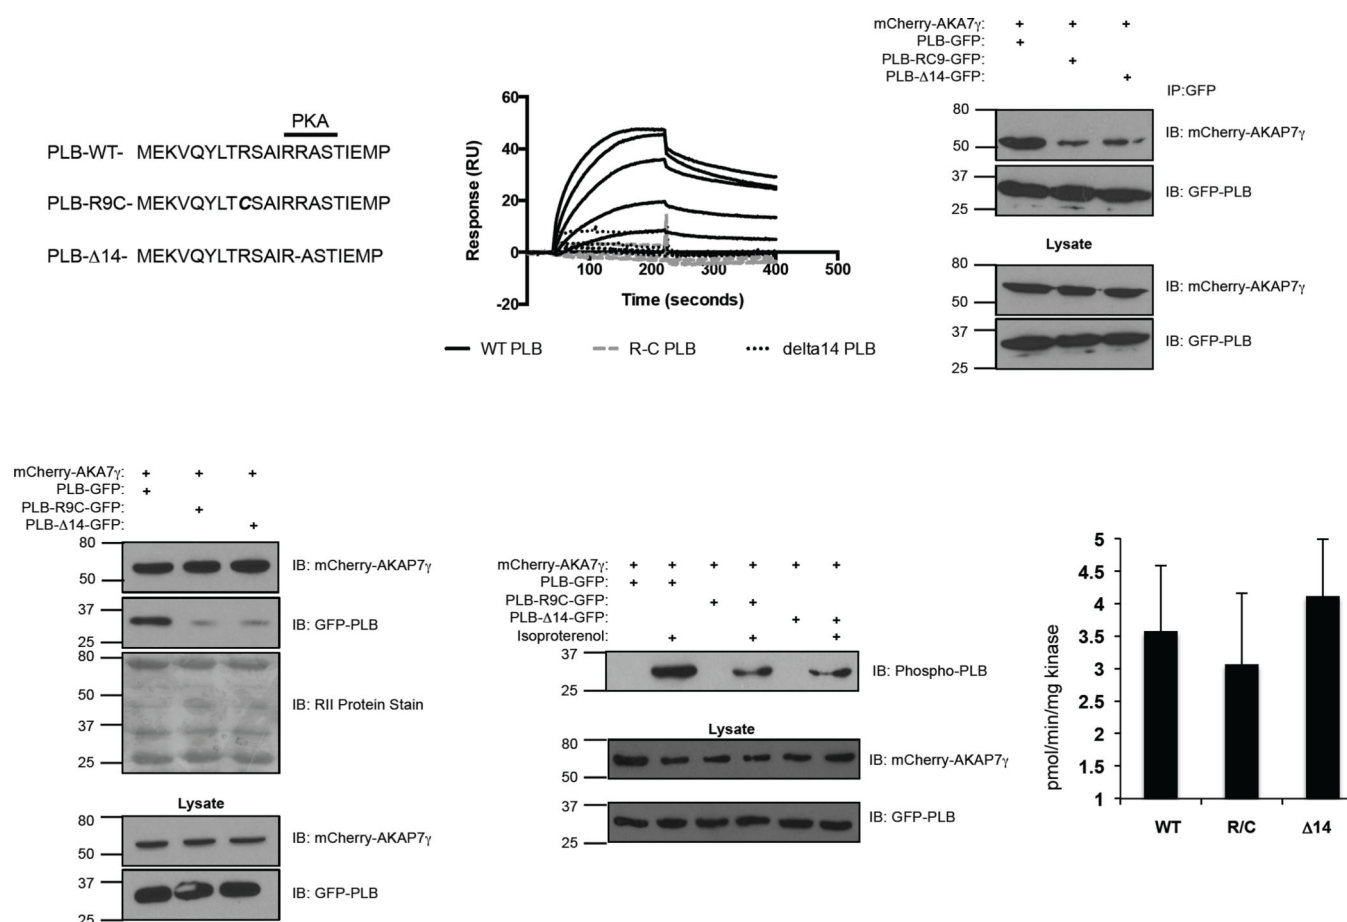 PKA
PLB-WT- MEKVQYLTRSAIRRASTIEMP
PLB-R9C- MEKVQYLTCSAIRRASTIEMP
PLB-Δ14- MEKVQYLTRSAIR-ASTIEMP
Response (RU)
60
40
20
0
-20
100 200 300 400 500
Time (seconds)
WT PLB R-C PLB delta14 PLB
mCherry-AKA7γ: + + +
PLB-GFP: +
PLB-RC9-GFP: +
PLB-Δ14-GFP: +
IP:GFP
80
50
IB: mCherry-AKAP7γ
37
25
IB: GFP-PLB
Lysate
80
50
IB: mCherry-AKAP7γ
37
25
IB: GFP-PLB
mCherry-AKA7γ: + + +
PLB-GFP: +
PLB-R9C-GFP: +
PLB-Δ14-GFP: +
80
50
IB: mCherry-AKAP7γ
37
25
IB: GFP-PLB
80
50
37
25
IB: RII Protein Stain
Lysate
80
50
IB: mCherry-AKAP7γ
37
25
IB: GFP-PLB
mCherry-AKA7γ: + + + + + +
PLB-GFP: + +
PLB-R9C-GFP: + +
PLB-Δ14-GFP: + +
Isoproterenol: + + +
37
25
IB: Phospho-PLB
Lysate
80
50
IB: mCherry-AKAP7γ
37
25
IB: GFP-PLB
pmol/min/mg kinase
5
4.5
4
3.5
3
2.5
2
1.5
1
WT R/C Δ14